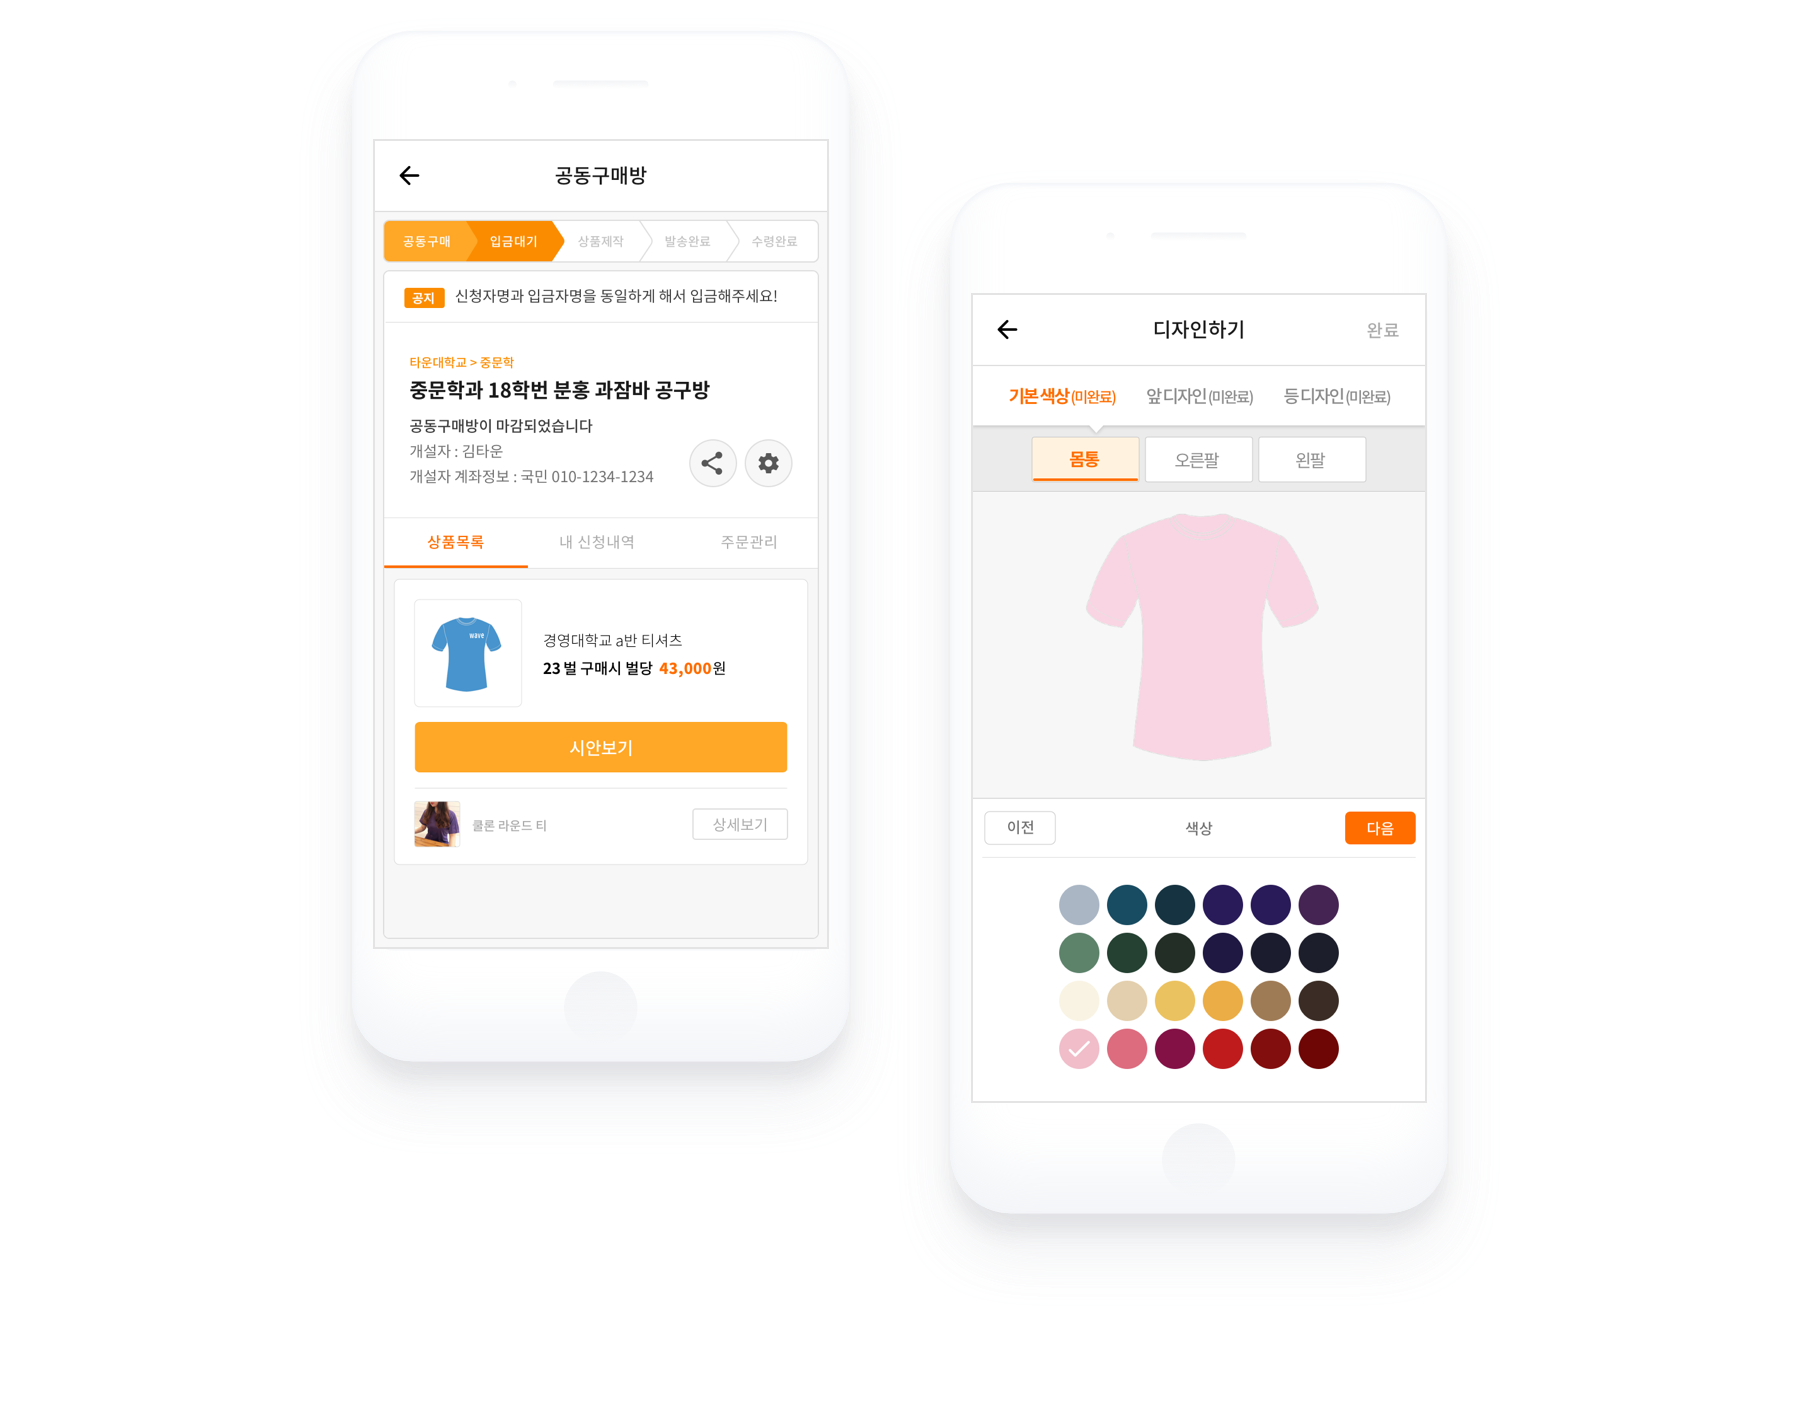 공동구매방
공동구매 입금대기 상품제작 발송완료 수령완료
공지 신청자명과 입금자명을 동일하게 해서 입금해주세요!
타운대학교 > 중문학
중문학과 18학번 분홍 과잠바 공구방
공동구매방이 마감되었습니다
개설자 : 김타운
개설자 계좌정보 : 국민 010-1234-1234
상품목록 내 신청내역 주문관리
wave
경영대학교 a반 티셔츠
23 벌 구매시 벌당 43,000원
시안보기
쿨론 라운드 티 상세보기
디자인하기 완료
기본색상(미완료) 앞디자인(미완료) 등디자인(미완료)
몸통 오른팔 왼팔
이전 색상 다음